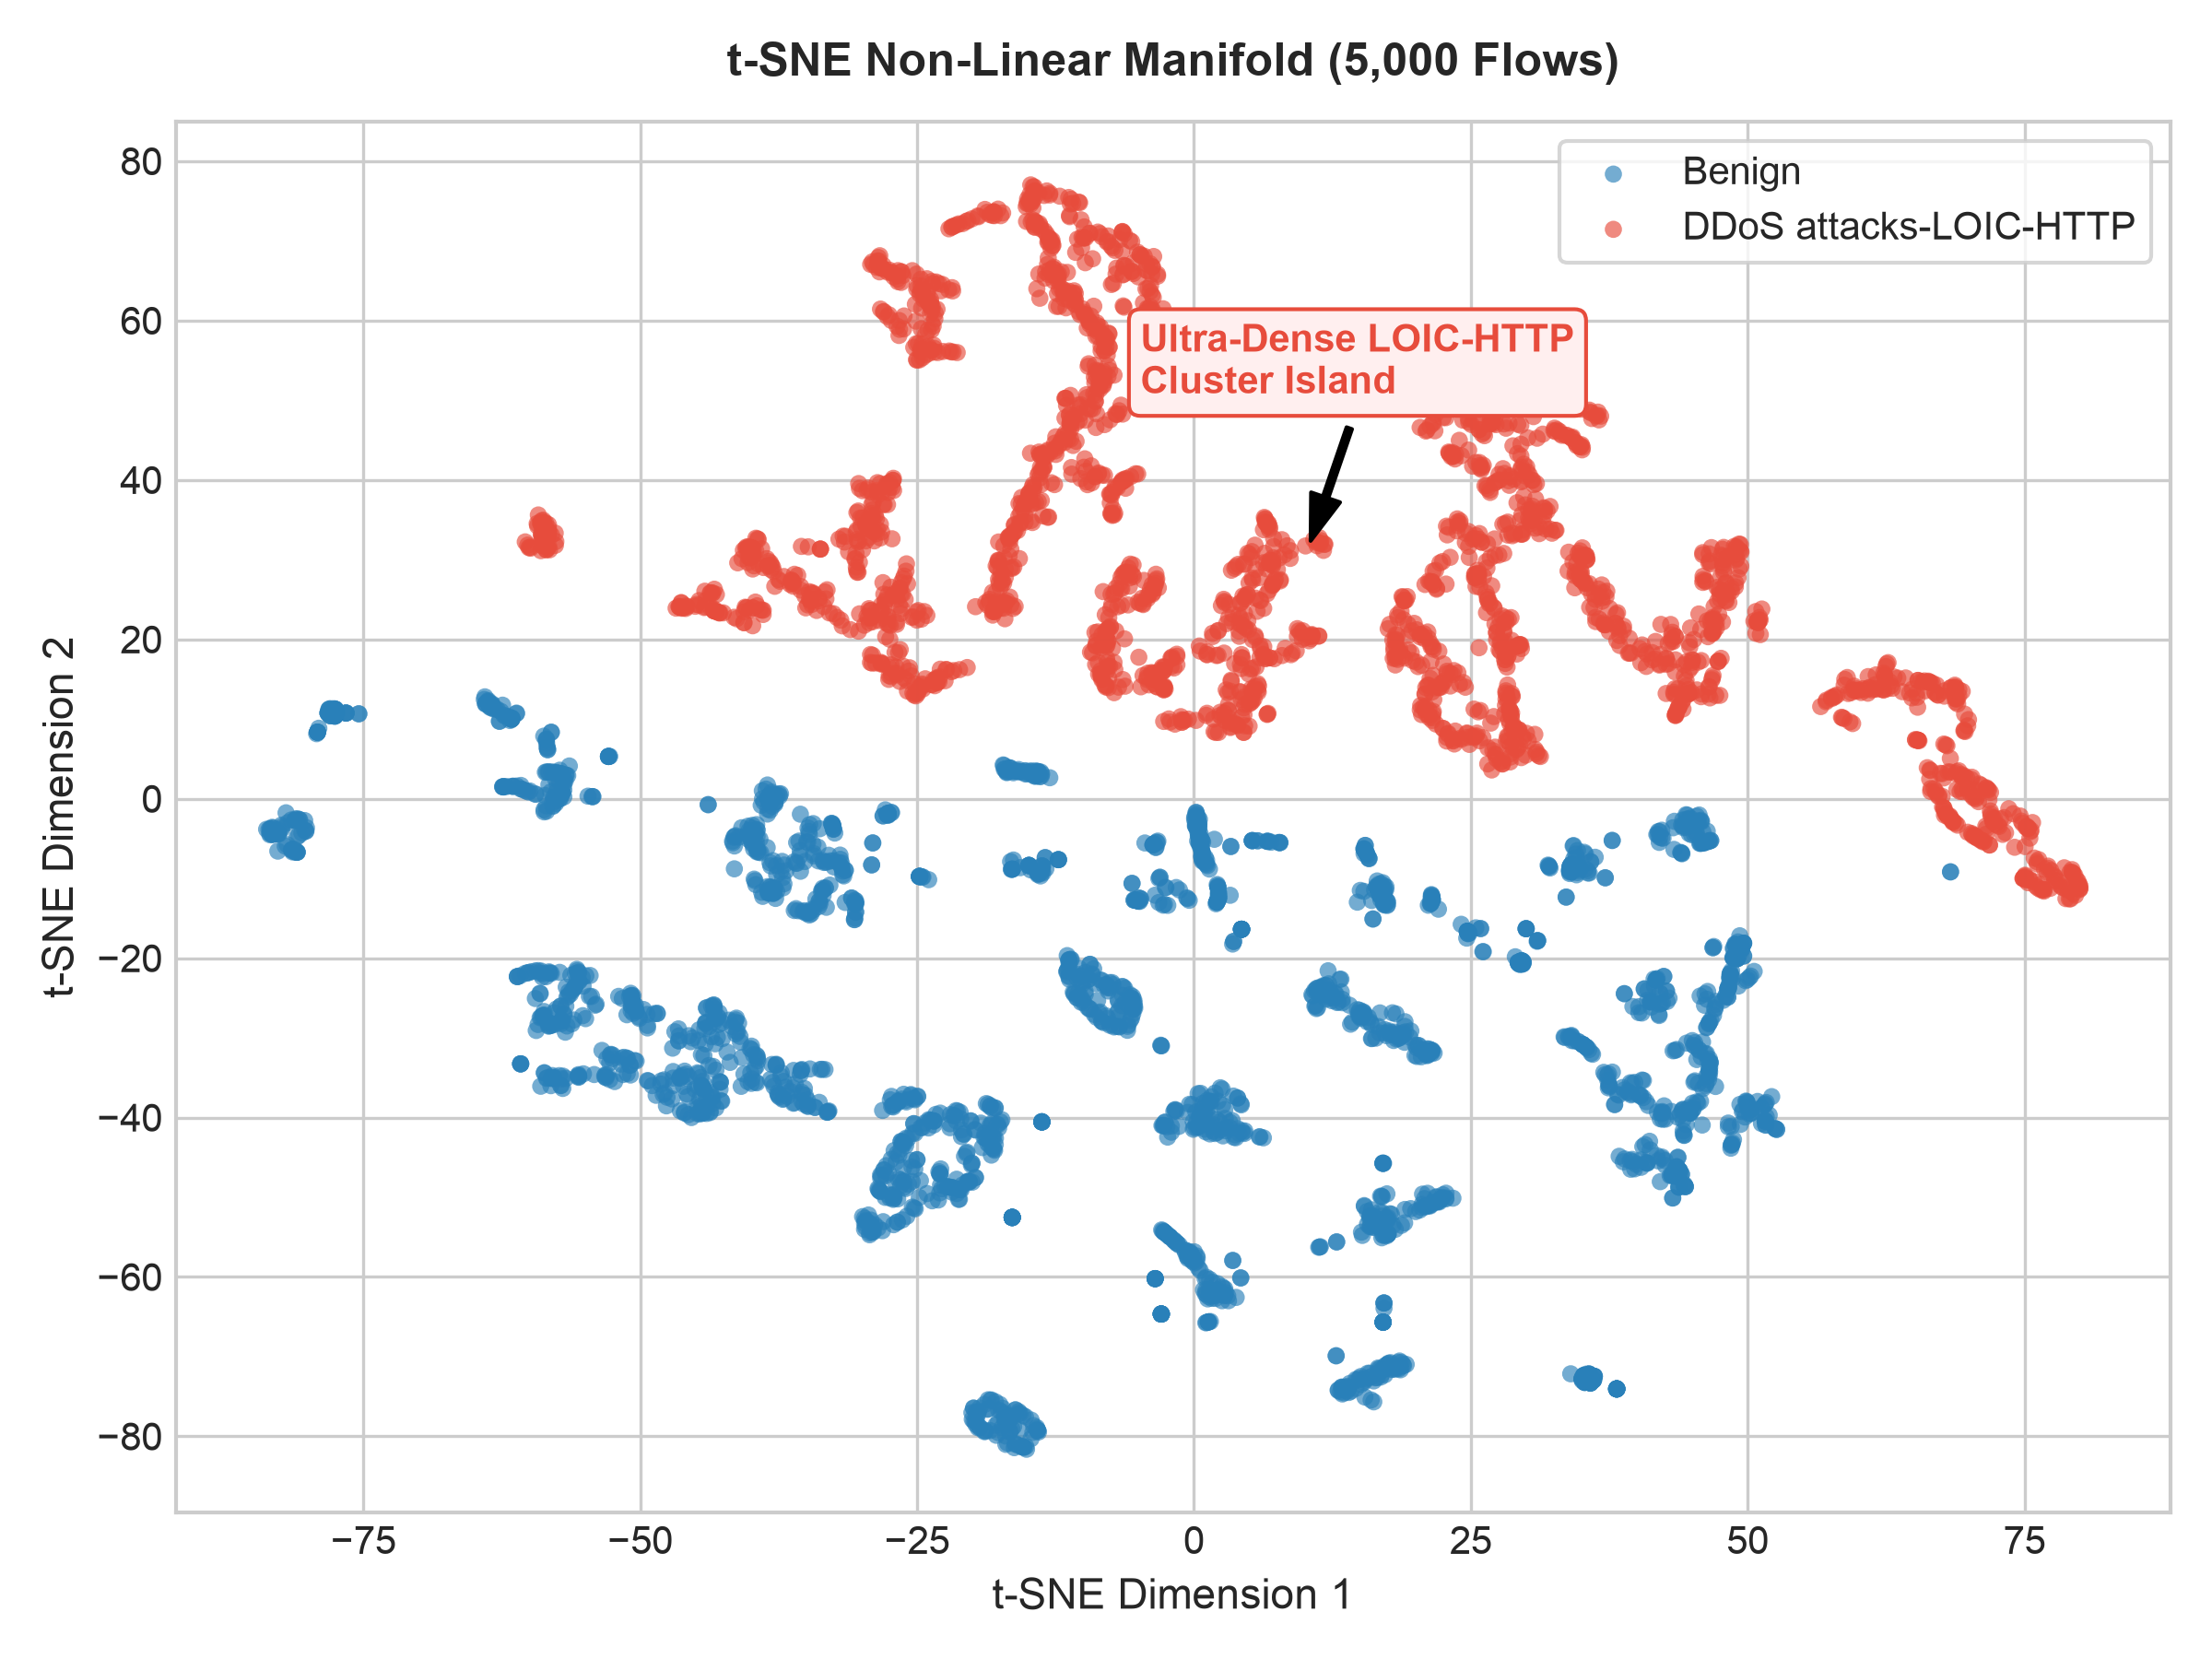 t-SNE Non-Linear Manifold (5,000 Flows)
Benign
DDoS attacks-LOIC-HTTP
Ultra-Dense LOIC-HTTP
Cluster Island
t-SNE Dimension 2
80
60
40
20
0
−20
−40
−60
−80
−75
−50
−25
0
25
50
75
t-SNE Dimension 1